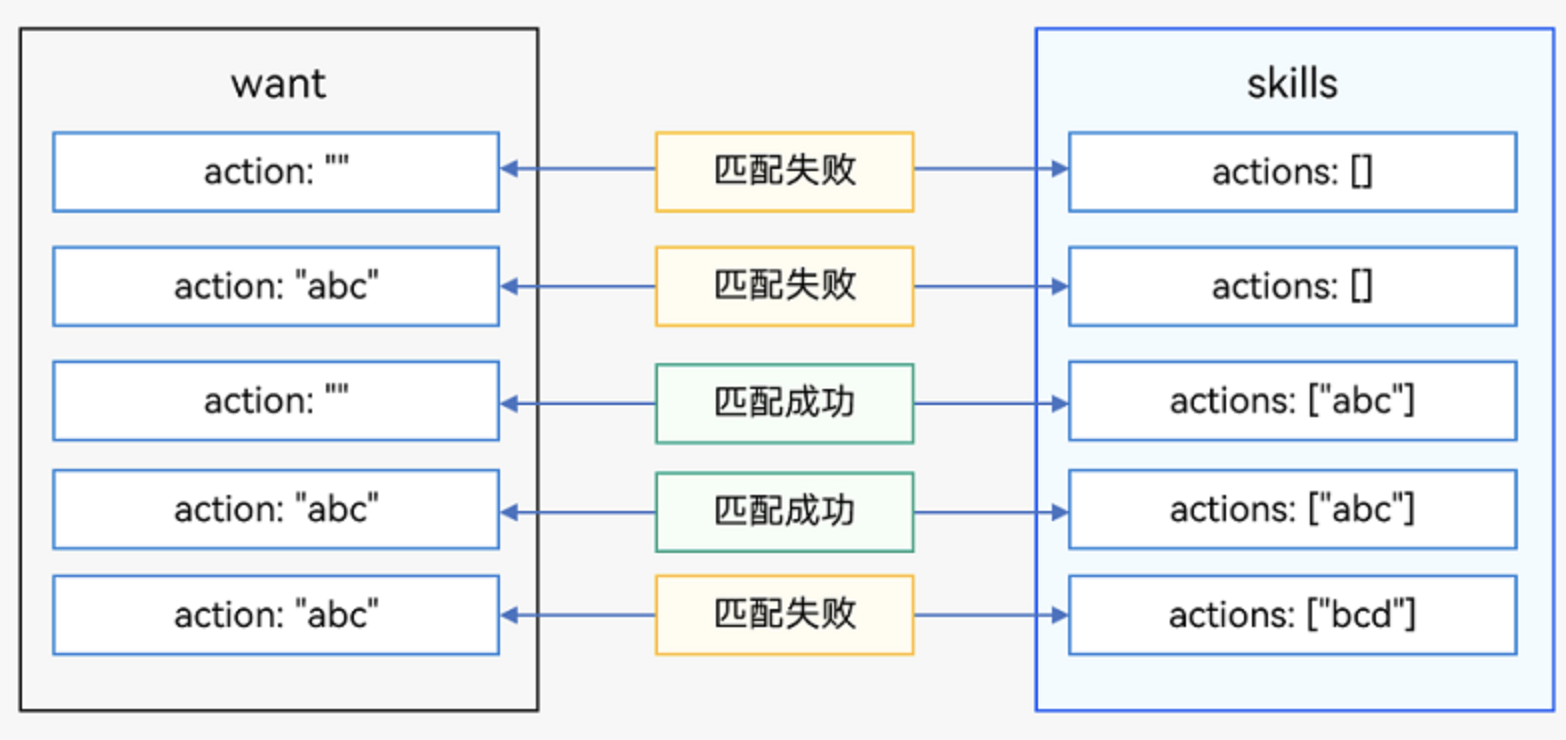 want
skills
action: ""
匹配失败
actions: []
action: "abc"
匹配失败
actions: []
action: ""
匹配成功
actions: ["abc"]
action: "abc"
匹配成功
actions: ["abc"]
action: "abc"
匹配失败
actions: ["bcd"]